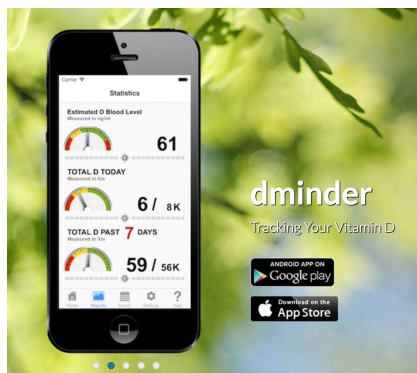 Carrier
Statistics
Estimated D Blood Level
Measured in ng/ml
61
TOTAL D TODAY
Measured in IUs
6 / 8 K
TOTAL D PAST 7 DAYS
Measured in IUs
59 / 56K
Home Reports Events Settings Help
dminder
Tracking Your Vitamin D
ANDROID APP ON
Google play
Download on the
App Store